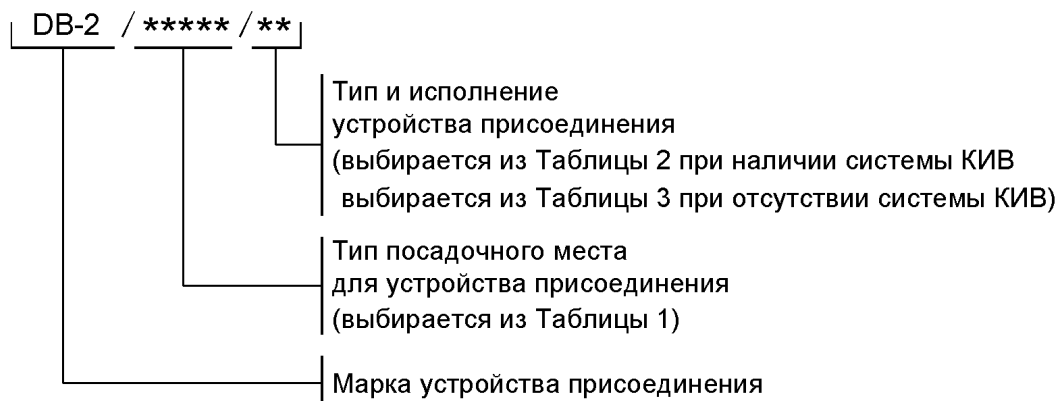 DB-2 / ***** / **
Тип и исполнение
устройства присоединения
(выбирается из Таблицы 2 при наличии системы КИВ
выбирается из Таблицы 3 при отсутствии системы КИВ)
Тип посадочного места
для устройства присоединения
(выбирается из Таблицы 1)
Марка устройства присоединения